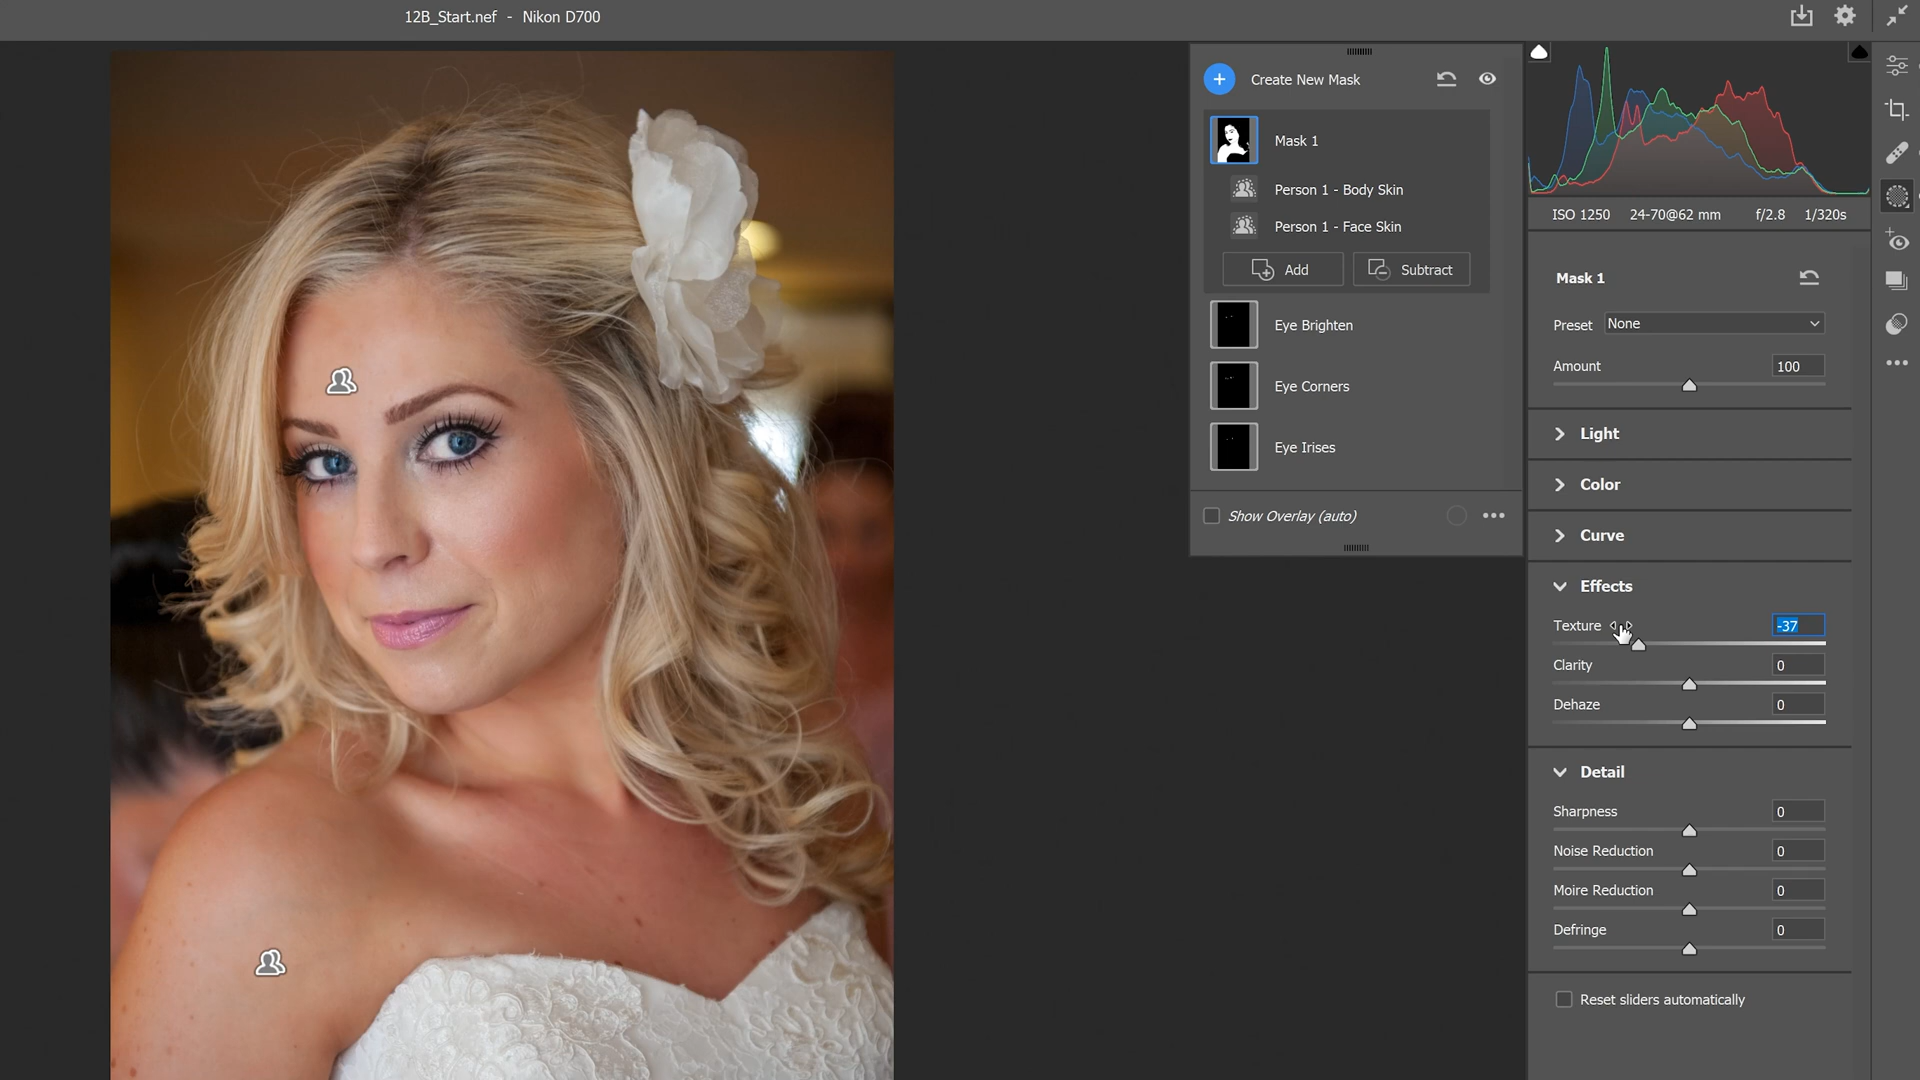 12B_Start.nef - Nikon D700
Create New Mask
Mask 1
Person 1 - Body Skin
Person 1 - Face Skin
Add
Subtract
Eye Brighten
Eye Corners
Eye Irises
Show Overlay (auto)
ISO 1250 24-70@62 mm f/2.8 1/320s
Mask 1
Preset None
Amount 100
Light
Color
Curve
Effects
Texture -37
Clarity 0
Dehaze 0
Detail
Sharpness 0
Noise Reduction 0
Moire Reduction 0
Defringe 0
Reset sliders automatically